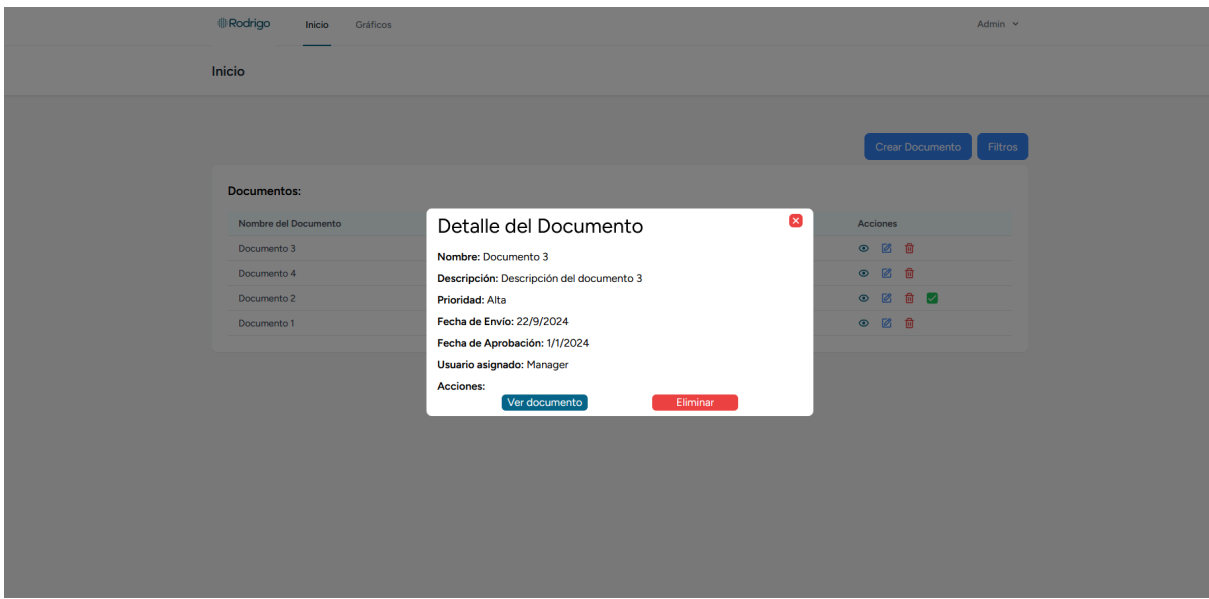 Rodrigo Inicio Gráficos Admin
Inicio
Crear Documento Filtros
Documentos:
Nombre del Documento Acciones
Documento 3
Documento 4
Documento 2
Documento 1
Detalle del Documento
Nombre: Documento 3
Descripción: Descripción del documento 3
Prioridad: Alta
Fecha de Envío: 22/9/2024
Fecha de Aprobación: 1/1/2024
Usuario asignado: Manager
Acciones:
Ver documento Eliminar